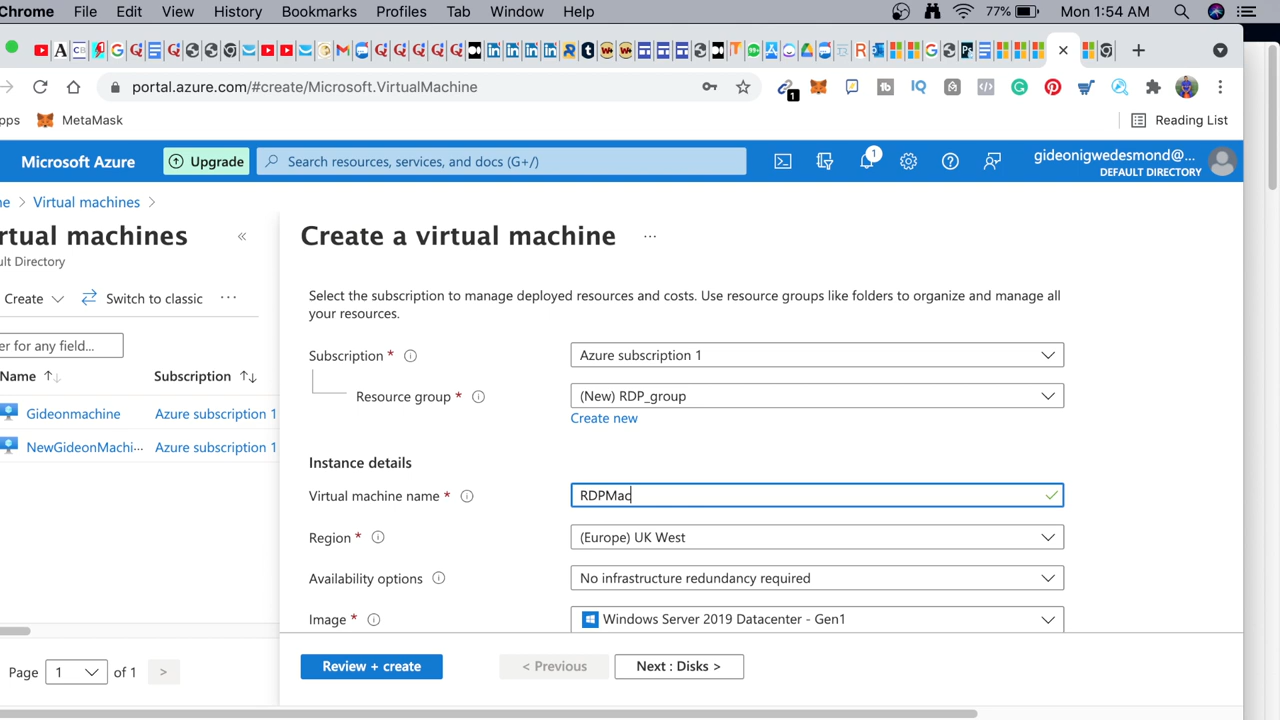 Chrome File Edit View History Bookmarks Profiles Tab Window Help 77% Mon 1:54 AM
portal.azure.com/#create/Microsoft.VirtualMachine
1
pps MetaMask Reading List
Microsoft Azure Upgrade Search resources, services, and docs (G+/) 1 gideonigwedesmond@...
DEFAULT DIRECTORY
ne > Virtual machines >
rtual machines «
ult Directory
Create Switch to classic ...
er for any field...
Name Subscription
Gideonmachine Azure subscription 1
NewGideonMachi... Azure subscription 1
Page 1 of 1 >
Create a virtual machine ...
Select the subscription to manage deployed resources and costs. Use resource groups like folders to organize and manage all
your resources.
Subscription * Azure subscription 1
Resource group * (New) RDP_group
Create new
Instance details
Virtual machine name * RDPMac
Region * (Europe) UK West
Availability options No infrastructure redundancy required
Image * Windows Server 2019 Datacenter - Gen1
Review + create < Previous Next : Disks >